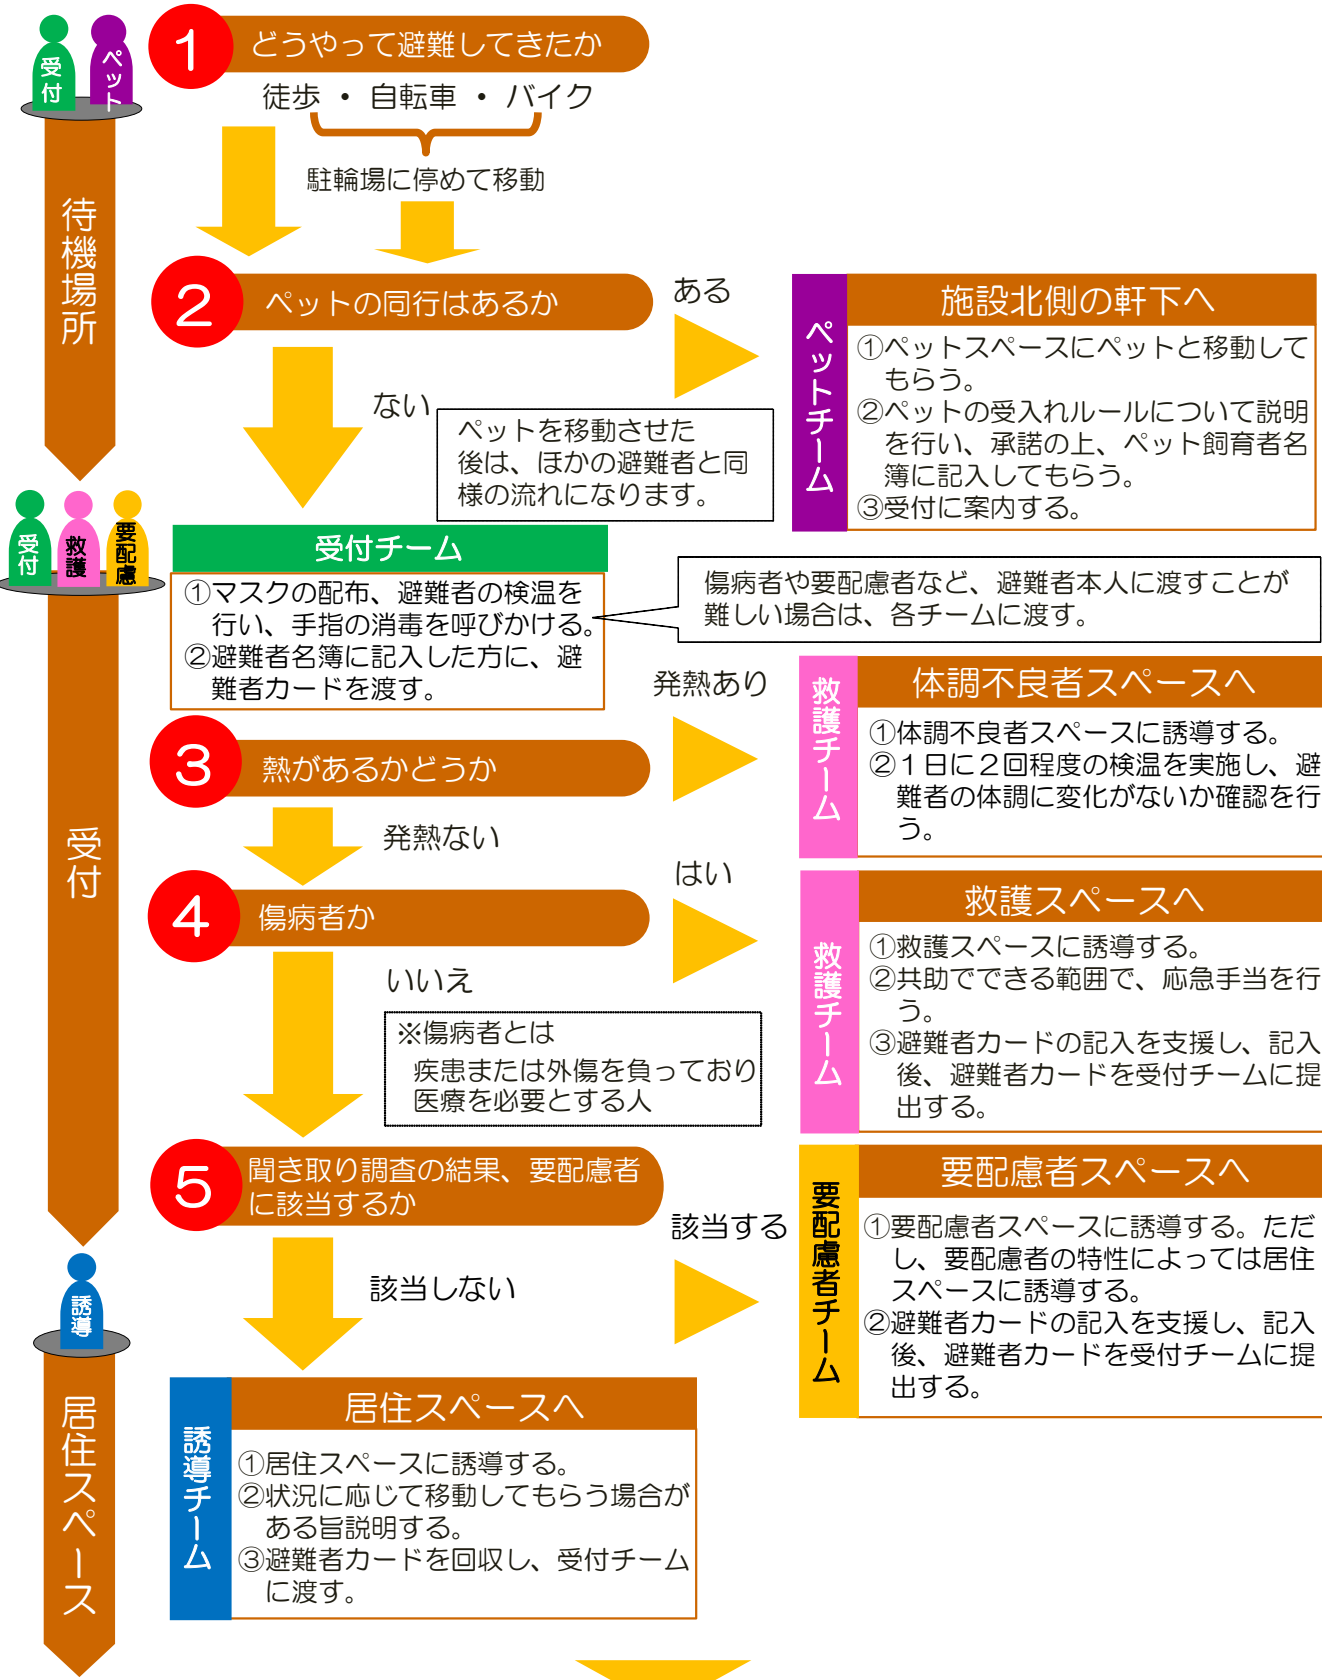 受付
ペット
1
どうやって避難してきたか
徒歩 ・ 自転車 ・ バイク
駐輪場に停めて移動
待機場所
2
ペットの同行はあるか
ある
ない
ペットを移動させた
後は、ほかの避難者と同
様の流れになります。
ペットチーム
施設北側の軒下へ
①ペットスペースにペットと移動して
もらう。
②ペットの受入れルールについて説明
を行い、承諾の上、ペット飼育者名
簿に記入してもらう。
③受付に案内する。
受付
救護
要配慮
受付チーム
①マスクの配布、避難者の検温を
行い、手指の消毒を呼びかける。
②避難者名簿に記入した方に、避
難者カードを渡す。
傷病者や要配慮者など、避難者本人に渡すことが
難しい場合は、各チームに渡す。
受付
3
熱があるかどうか
発熱あり
発熱ない
救護チーム
体調不良者スペースへ
①体調不良者スペースに誘導する。
②１日に２回程度の検温を実施し、避
難者の体調に変化がないか確認を行
う。
4
傷病者か
はい
いいえ
※傷病者とは
疾患または外傷を負っており
医療を必要とする人
救護チーム
救護スペースへ
①救護スペースに誘導する。
②共助でできる範囲で、応急手当を行
う。
③避難者カードの記入を支援し、記入
後、避難者カードを受付チームに提
出する。
5
聞き取り調査の結果、要配慮者
に該当するか
該当する
該当しない
要配慮者チーム
要配慮者スペースへ
①要配慮者スペースに誘導する。ただ
し、要配慮者の特性によっては居住
スペースに誘導する。
②避難者カードの記入を支援し、記入
後、避難者カードを受付チームに提
出する。
誘導
居住スペース
誘導チーム
居住スペースへ
①居住スペースに誘導する。
②状況に応じて移動してもらう場合が
ある旨説明する。
③避難者カードを回収し、受付チーム
に渡す。